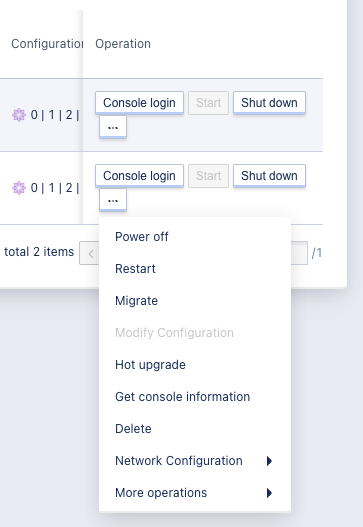 Configuration Operation
0 | 1 | 2 | Console login Start Shut down
...
0 | 1 | 2 | Console login Start Shut down
...
total 2 items < /1
Power off
Restart
Migrate
Modify Configuration
Hot upgrade
Get console information
Delete
Network Configuration
More operations